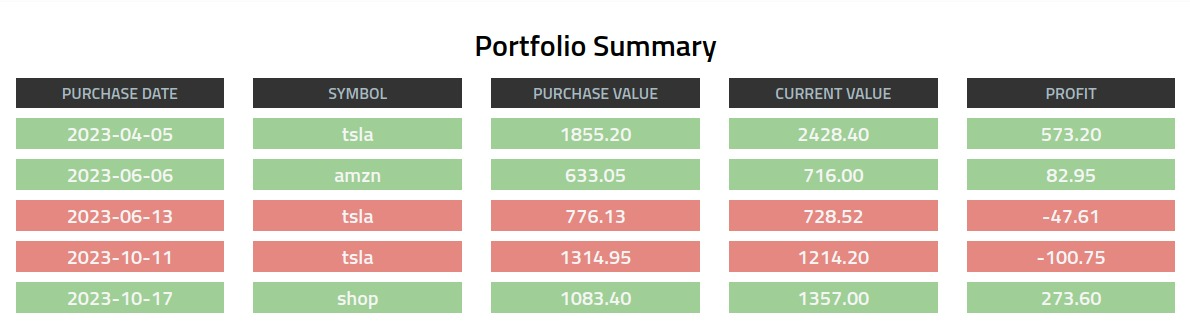 Portfolio Summary
PURCHASE DATE SYMBOL PURCHASE VALUE CURRENT VALUE PROFIT
2023-04-05 tsla 1855.20 2428.40 573.20
2023-06-06 amzn 633.05 716.00 82.95
2023-06-13 tsla 776.13 728.52 -47.61
2023-10-11 tsla 1314.95 1214.20 -100.75
2023-10-17 shop 1083.40 1357.00 273.60